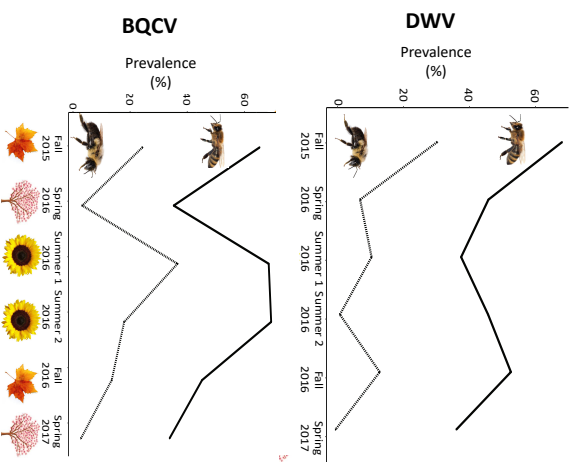 BQCV
Prevalence
(%)
0
20
40
60
Fall
2015
Spring
2016
Summer 1
2016
Summer 2
2016
Fall
2016
Spring
2017
DWV
Prevalence
(%)
0
20
40
60
Fall
2015
Spring
2016
Summer 1
2016
Summer 2
2016
Fall
2016
Spring
2017